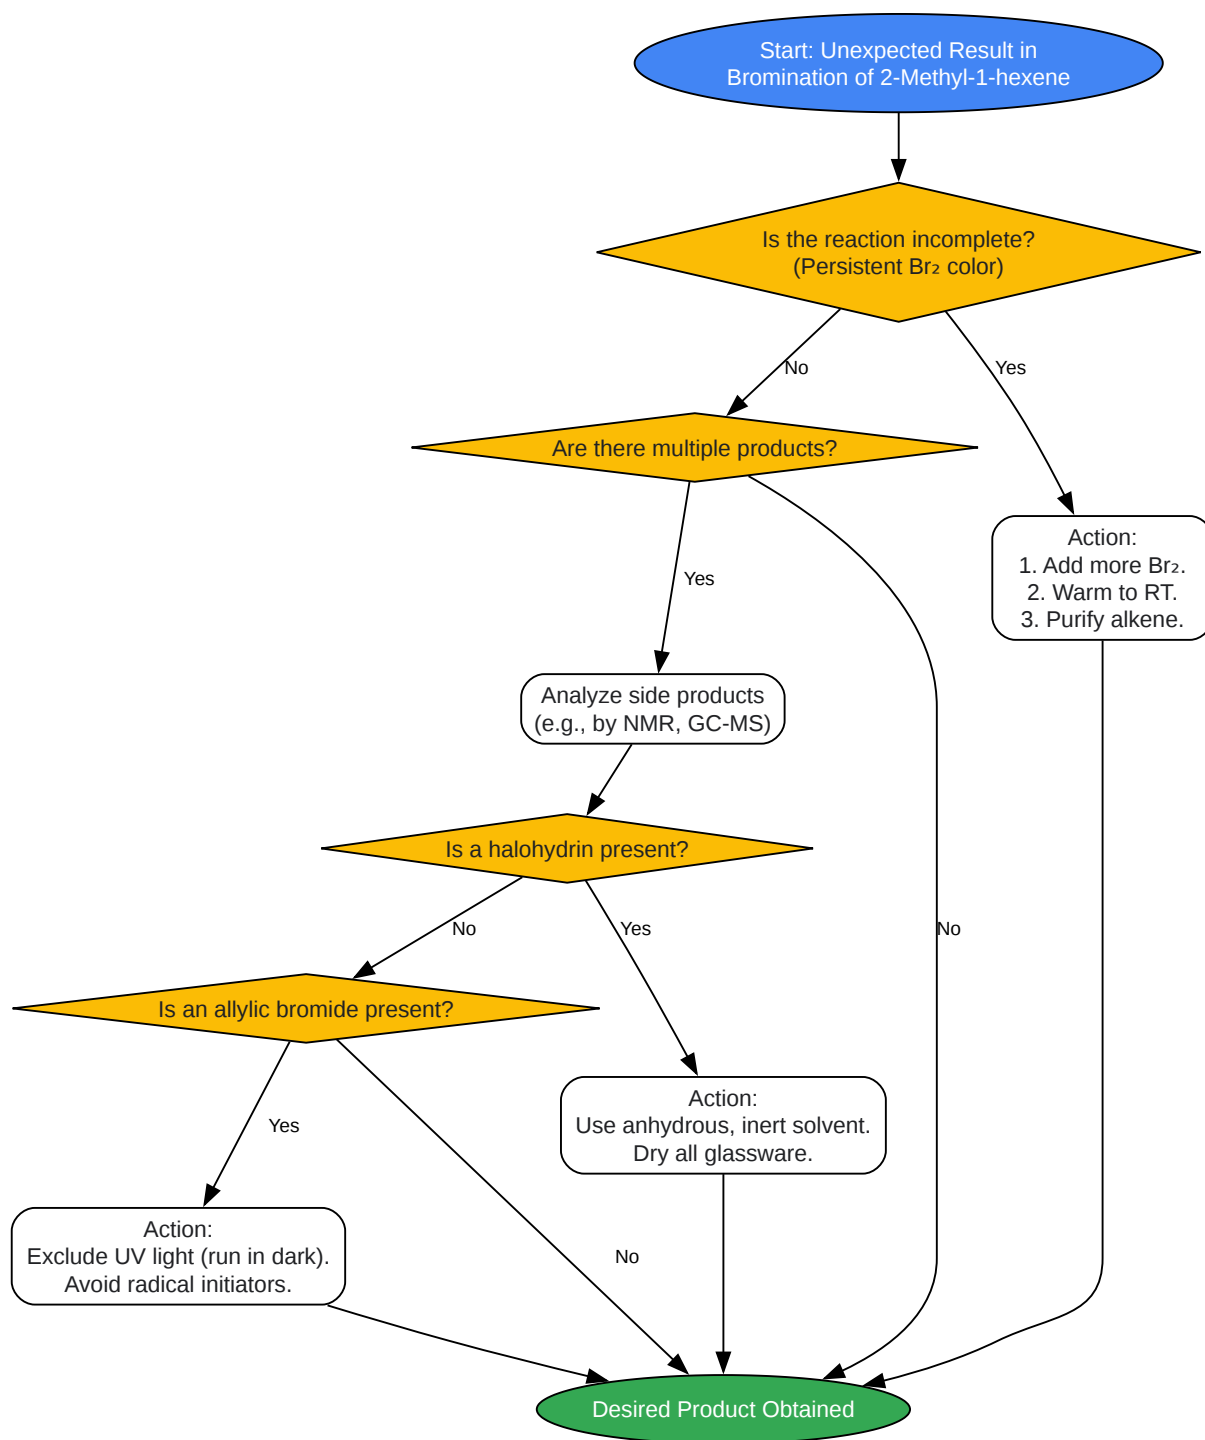 Start: Unexpected Result in
Bromination of 2-Methyl-1-hexene
Is the reaction incomplete?
(Persistent Br₂ color)
No
Yes
Are there multiple products?
Action:
1. Add more Br₂.
2. Warm to RT.
3. Purify alkene.
Yes
Analyze side products
(e.g., by NMR, GC-MS)
Is a halohydrin present?
No
Yes
No
Is an allylic bromide present?
Action:
Use anhydrous, inert solvent.
Dry all glassware.
Yes
Action:
Exclude UV light (run in dark).
Avoid radical initiators.
No
Desired Product Obtained